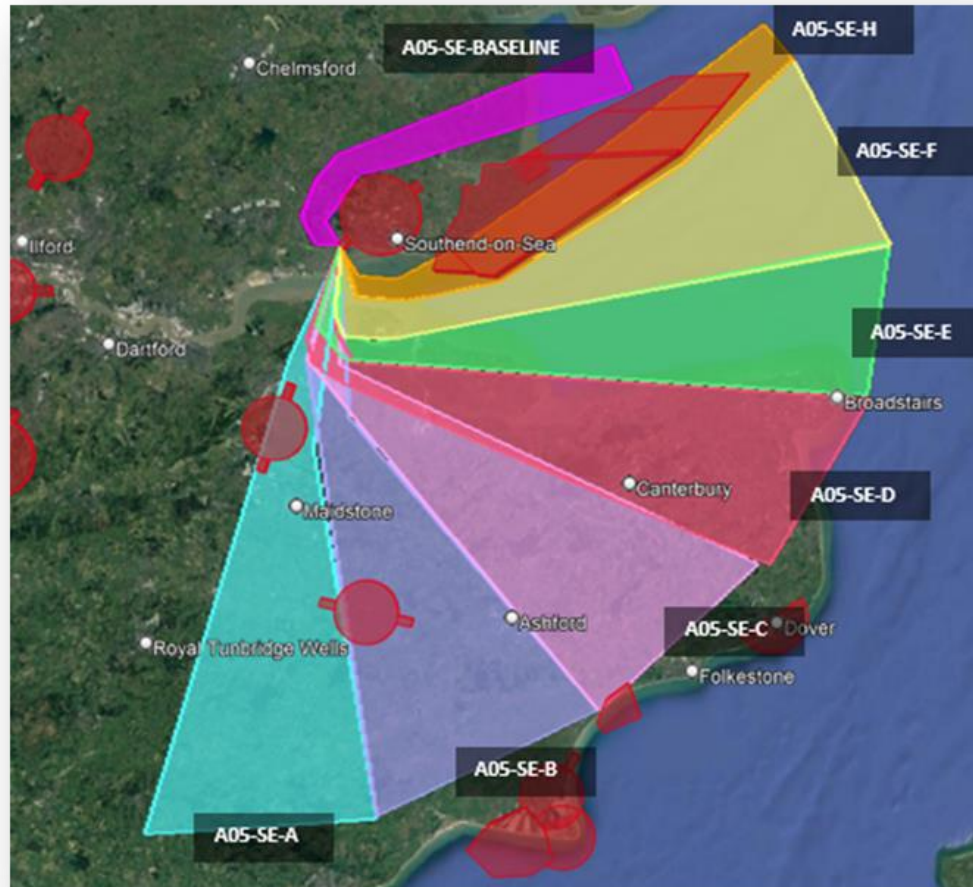 A05-SE-H
A05-SE-BASELINE
Chelmsford
A05-SE-F
Southend-on-Sea
Ilford
A05-SE-E
Dartford
Broadstairs
Canterbury
A05-SE-D
Maidstone
Ashford
A05-SE-C
Dover
Royal Tunbridge Wells
Folkestone
A05-SE-B
A05-SE-A